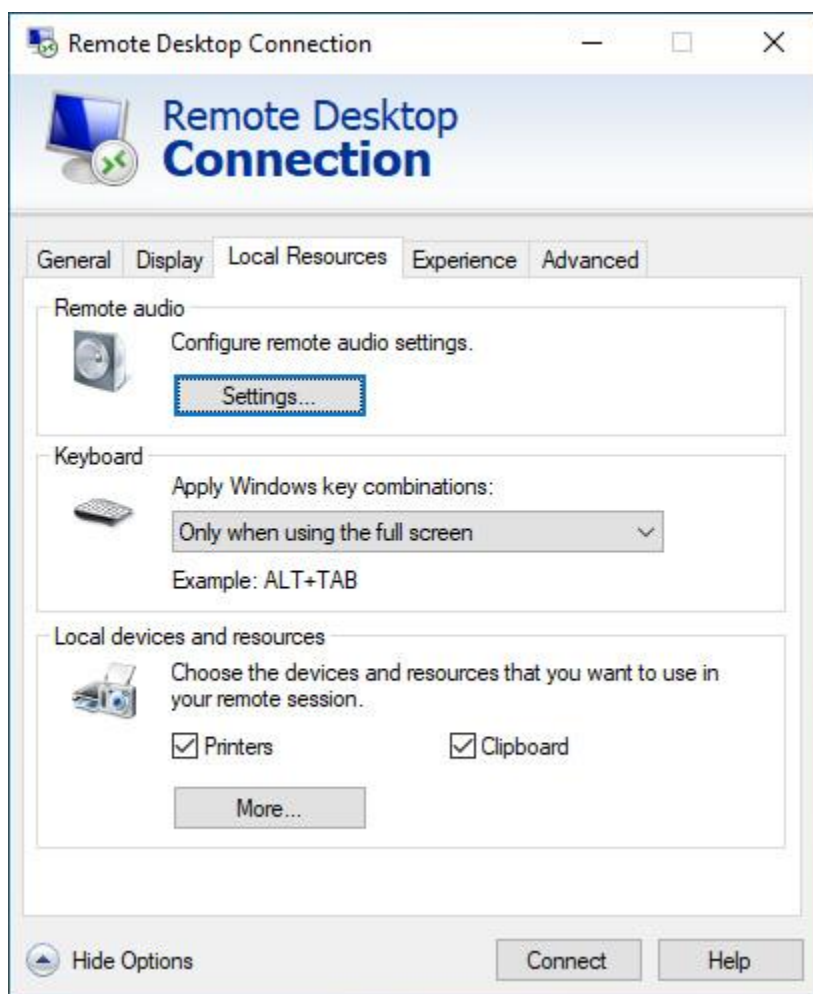 Remote Desktop Connection
Remote Desktop
Connection
General Display Local Resources Experience Advanced
Remote audio
Configure remote audio settings.
Settings...
Keyboard
Apply Windows key combinations:
Only when using the full screen
Example: ALT+TAB
Local devices and resources
Choose the devices and resources that you want to use in
your remote session.
Printers Clipboard
More...
Hide Options Connect Help